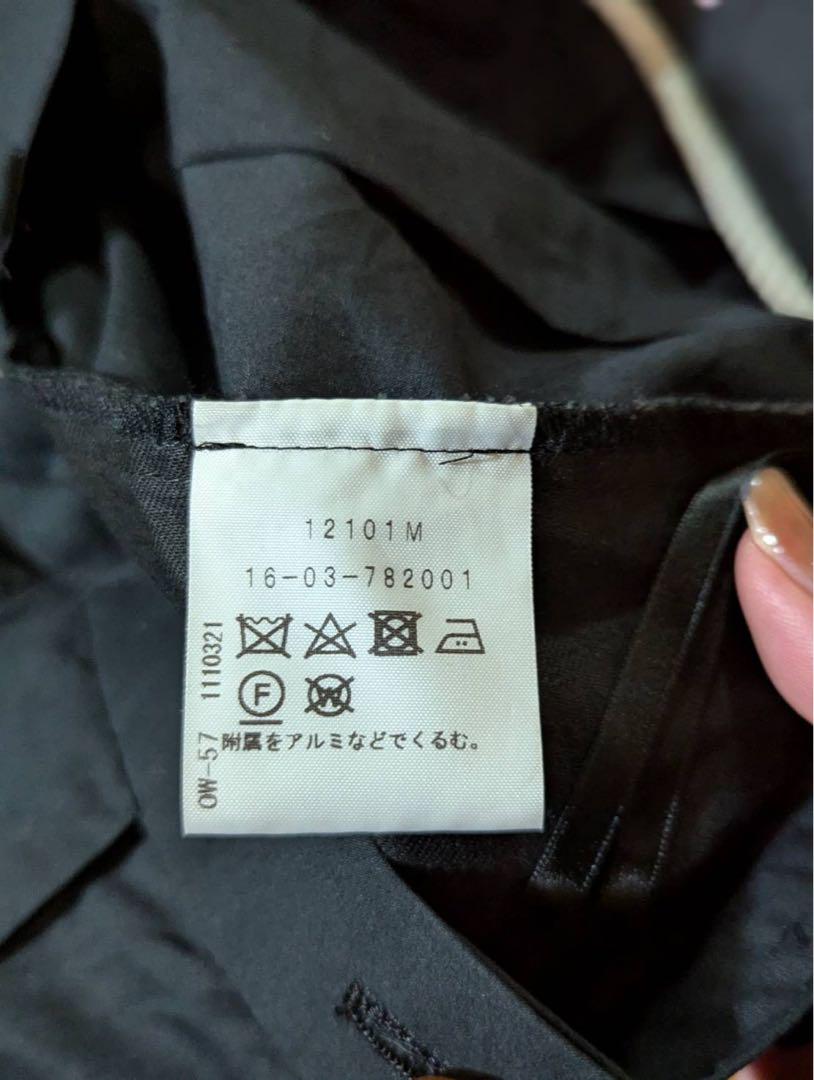 12101M
16-03-782001
F
W
附属をアルミなどでくるむ。
OW-57 1110321